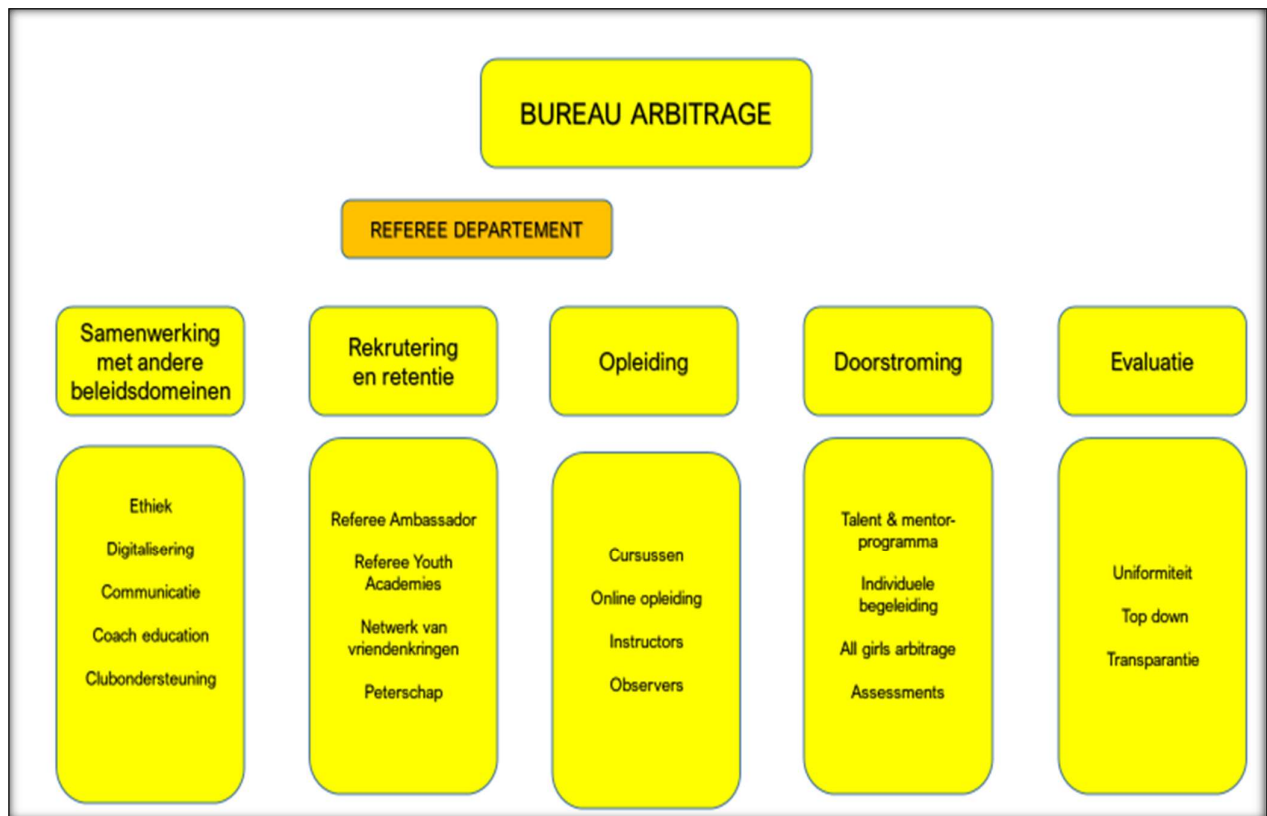 BUREAU ARBITRAGE
REFEREE DEPARTEMENT
Samenwerking
met andere
beleidsdomeinen
Rekrutering
en retentie
Opleiding
Doorstroming
Evaluatie
Ethiek
Digitalisering
Communicatie
Coach education
Clubondersteuning
Referee Ambassador
Referee Youth
Academies
Netwerk van
vriendenkringen
Peterschap
Cursussen
Online opleiding
Instructors
Observers
Talent & mentor-
programma
Individuele
begeleiding
All girls arbitrage
Assessments
Uniformiteit
Top down
Transparantie